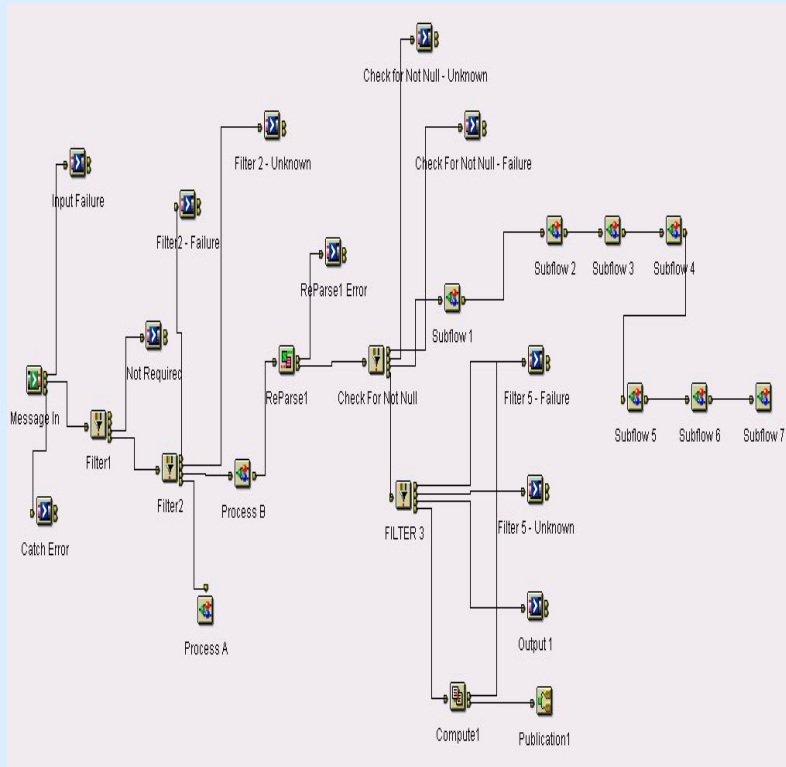 Check for Not Null - Unknown
Filter 2 - Unknown
Check For Not Null - Failure
Input Failure
Filter2 - Failure
Subflow 2
Subflow 3
Subflow 4
ReParse1 Error
Subflow 1
Not Required
Message In
ReParse1
Check For Not Null
Filter 5 - Failure
Filter1
Subflow 5
Subflow 6
Subflow 7
Filter2
Process B
FILTER 3
Filter 5 - Unknown
Catch Error
Process A
Output 1
Compute1
Publication1